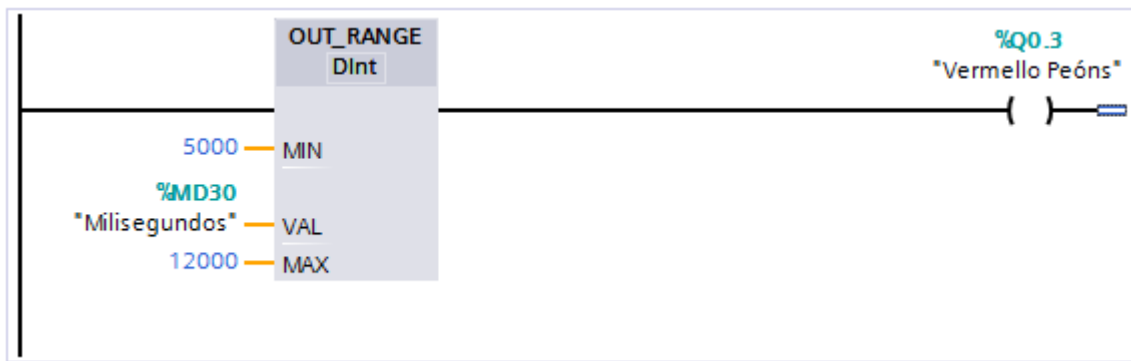 OUT_RANGE
DInt
%Q0.3
"Vermello Peóns"
5000
MIN
%MD30
"Milisegundos"
VAL
12000
MAX